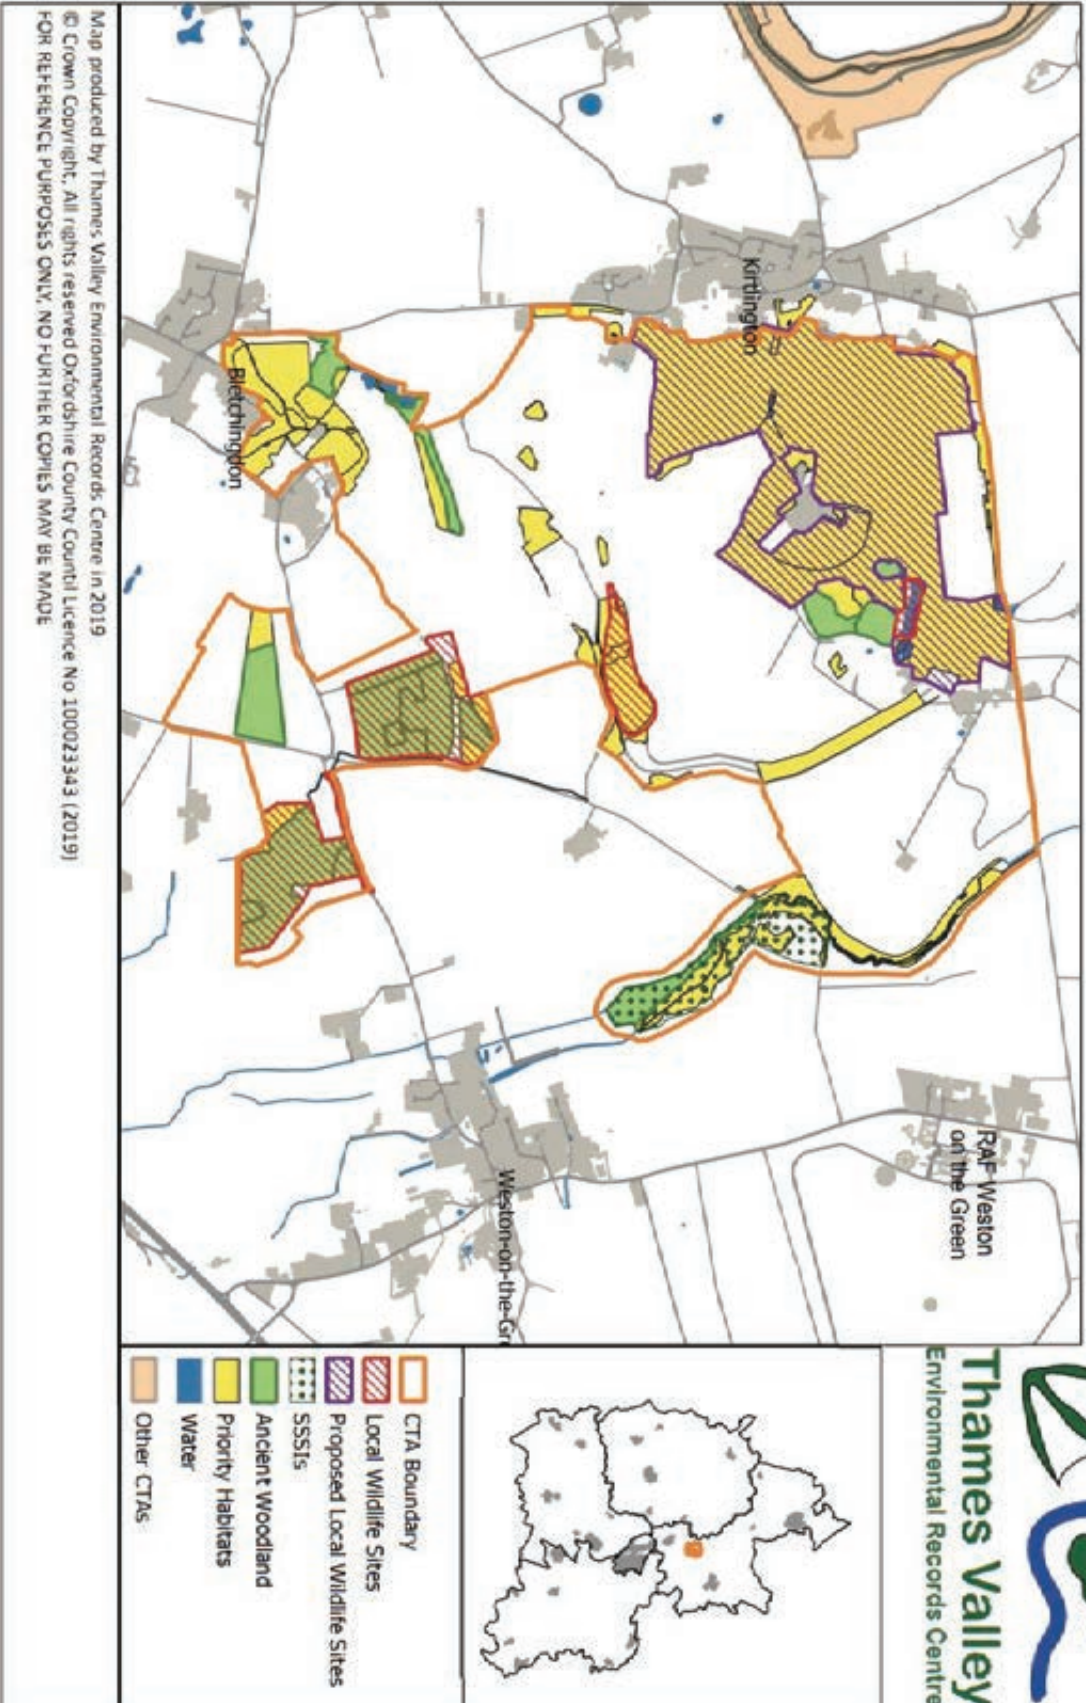 Thames Valley
Environmental Records Centre
Kirtlington
Bletchingdon
RAF Weston
on the Green
Weston-on-the-Gr
CTA Boundary
Local Wildlife Sites
Proposed Local Wildlife Sites
SSSIs
Ancient Woodland
Priority Habitats
Water
Other CTAs
Map produced by Thames Valley Environmental Records Centre in 2019
© Crown Copyright, All rights reserved Oxfordshire County Council Licence No 100023343 (2019)
FOR REFERENCE PURPOSES ONLY, NO FURTHER COPIES MAY BE MADE